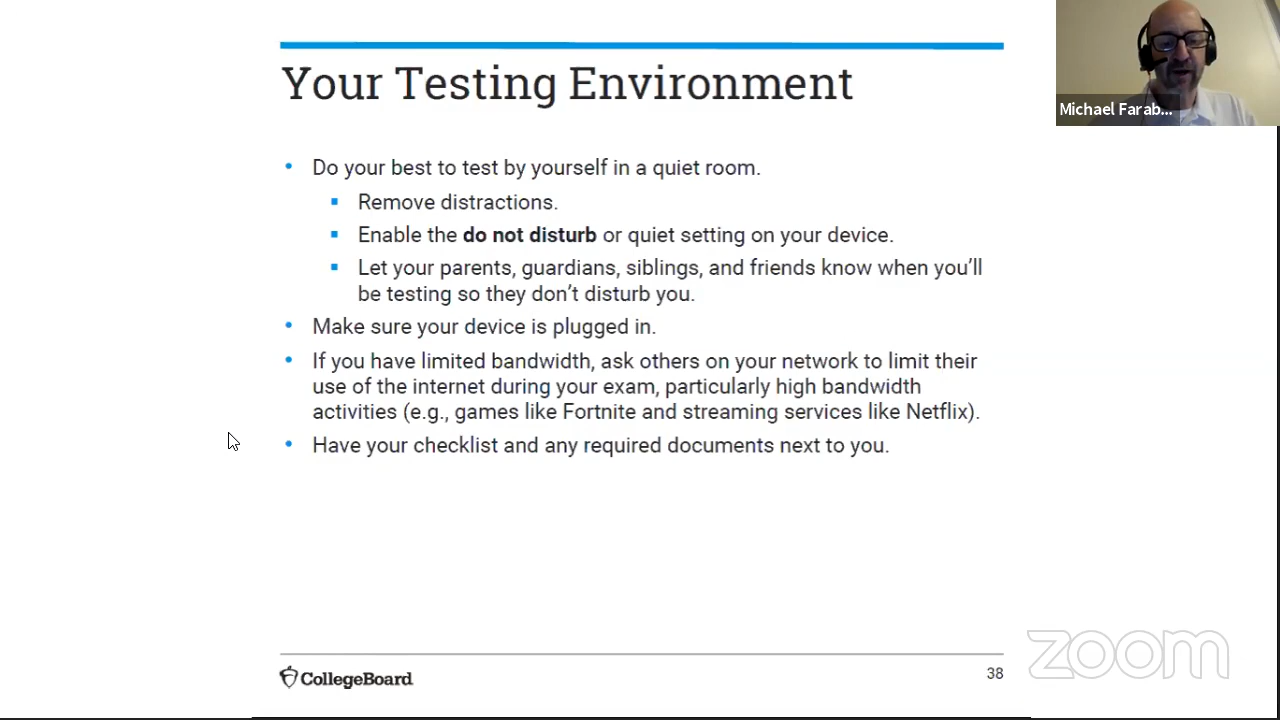 Your Testing Environment
Michael Farab...
• Do your best to test by yourself in a quiet room.
▪ Remove distractions.
▪ Enable the do not disturb or quiet setting on your device.
▪ Let your parents, guardians, siblings, and friends know when you’ll
be testing so they don’t disturb you.
• Make sure your device is plugged in.
• If you have limited bandwidth, ask others on your network to limit their
use of the internet during your exam, particularly high bandwidth
activities (e.g., games like Fortnite and streaming services like Netflix).
• Have your checklist and any required documents next to you.
CollegeBoard
38
zoom